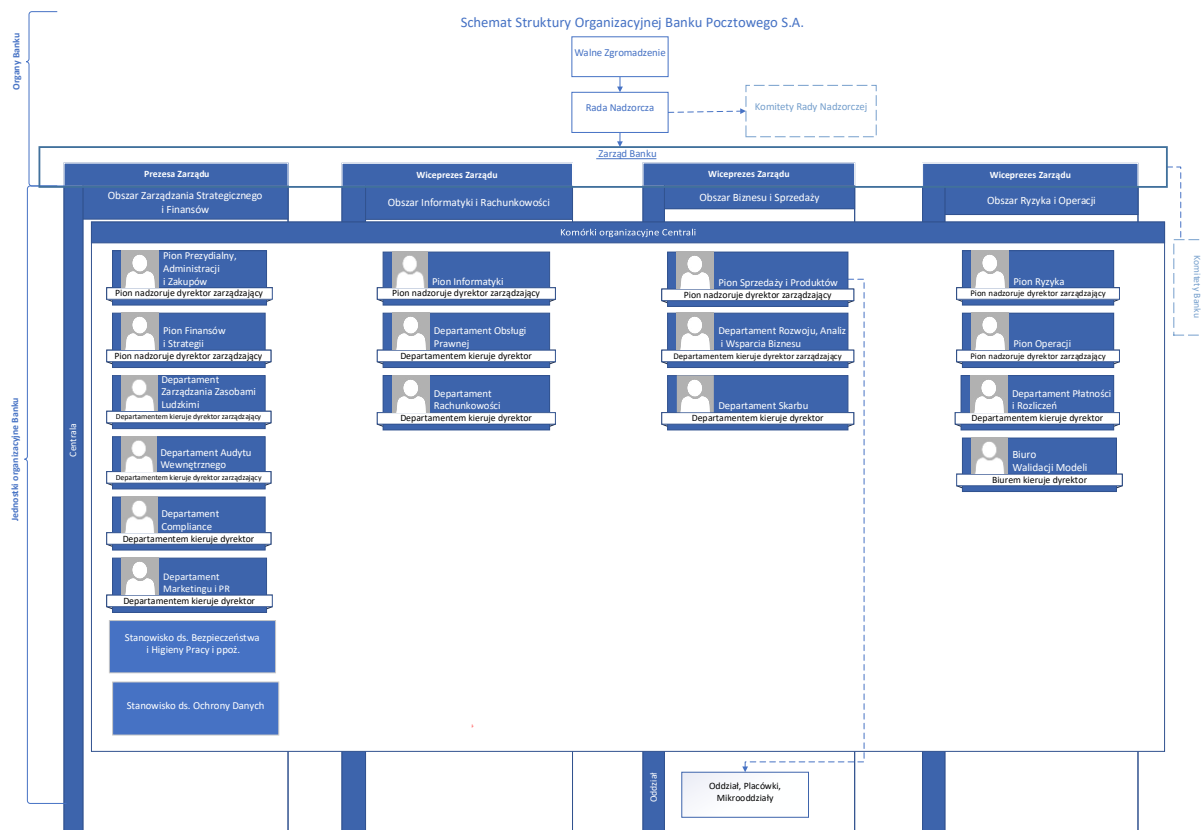 Schemat Struktury Organizacyjnej Banku Pocztowego S.A.
Organy Banku
Walne Zgromadzenie
Rada Nadzorcza
Komitety Rady Nadzorczej
Zarząd Banku
Prezesa Zarządu
Wiceprezes Zarządu
Wiceprezes Zarządu
Wiceprezes Zarządu
Obszar Zarządzania Strategicznego
i Finansów
Obszar Informatyki i Rachunkowości
Obszar Biznesu i Sprzedaży
Obszar Ryzyka i Operacji
Komitety Banku
Jednostki organizacyjne Banku
Centrala
Komórki organizacyjne Centrali
Pion Prezydialny,
Administracji
i Zakupów
Pion nadzoruje dyrektor zarządzający
Pion Finansów
i Strategii
Pion nadzoruje dyrektor zarządzający
Departament
Zarządzania Zasobami
Ludzkimi
Departamentem kieruje dyrektor zarządzający
Departament Audytu
Wewnętrznego
Departamentem kieruje dyrektor zarządzający
Departament
Compliance
Departamentem kieruje dyrektor
Departament
Marketingu i PR
Departamentem kieruje dyrektor
Stanowisko ds. Bezpieczeństwa
i Higieny Pracy i ppoż.
Stanowisko ds. Ochrony Danych
Pion Informatyki
Pion nadzoruje dyrektor zarządzający
Departament Obsługi
Prawnej
Departamentem kieruje dyrektor
Departament
Rachunkowości
Departamentem kieruje dyrektor
Pion Sprzedaży i Produktów
Pion nadzoruje dyrektor zarządzający
Departament Rozwoju, Analiz
i Wsparcia Biznesu
Departamentem kieruje dyrektor zarządzający
Departament Skarbu
Departamentem kieruje dyrektor
Pion Ryzyka
Pion nadzoruje dyrektor zarządzający
Pion Operacji
Pion nadzoruje dyrektor zarządzający
Departament Płatności
i Rozliczeń
Departamentem kieruje dyrektor
Biuro
Walidacji Modeli
Biurem kieruje dyrektor
Oddział
Oddział, Placówki,
Mikrooddziały